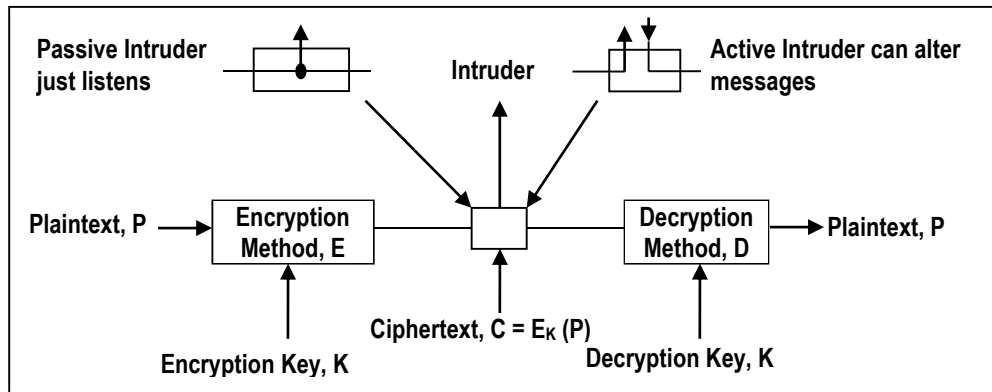 Passive Intruder
just listens
Intruder
Active Intruder can alter
messages
Plaintext, P
Encryption
Method, E
Decryption
Method, D
Plaintext, P
Ciphertext, C = EK (P)
Encryption Key, K
Decryption Key, K